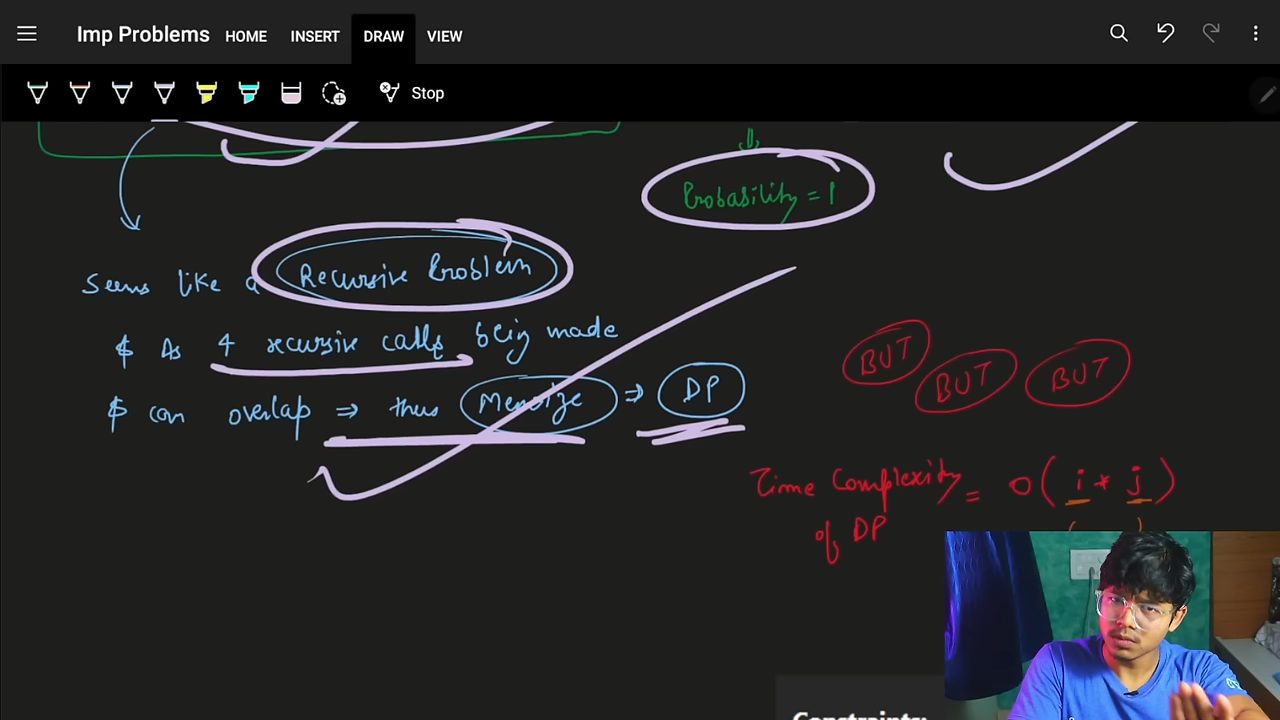 Imp Problems HOME INSERT DRAW VIEW
Stop
Probability = 1
Seems like a Recursive Problem
$ As 4 recursive calls being made
$ can overlap ⇒ thus Memoize ⇒ DP
BUT BUT BUT
Time Complexity of DP = O( i * j )
Constraints: